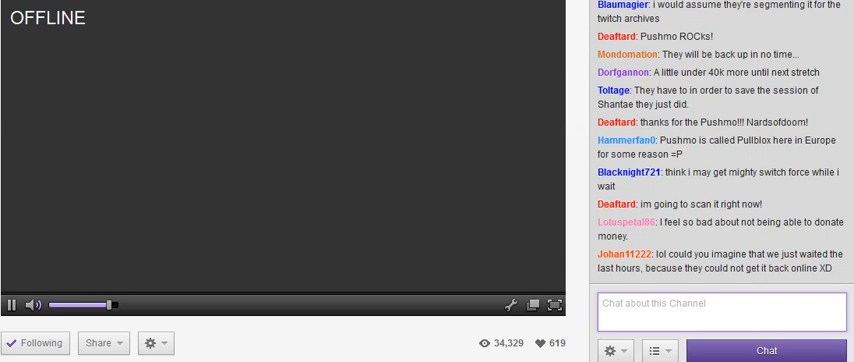 OFFLINE
Following
Share
34,329
619
Blaumagier: i would assume they're segmenting it for the
twitch archives
Deaftard: Pushmo ROCks!
Mondomation: They will be back up in no time...
Dorfgannon: A little under 40k more until next stretch
Toltage: They have to in order to save the session of
Shantae they just did.
Deaftard: thanks for the Pushmo!!! Nardsofdoom!
Hammerfan0: Pushmo is called Pullblox here in Europe
for some reason =P
Blacknight721: think i may get mighty switch force while i
wait
Deaftard: im going to scan it right now!
Lotuspetal86: I feel so bad about not being able to donate
money.
Johan11222: lol could you imagine that we just waited the
last hours, because they could not get it back online XD
Chat about this Channel
Chat